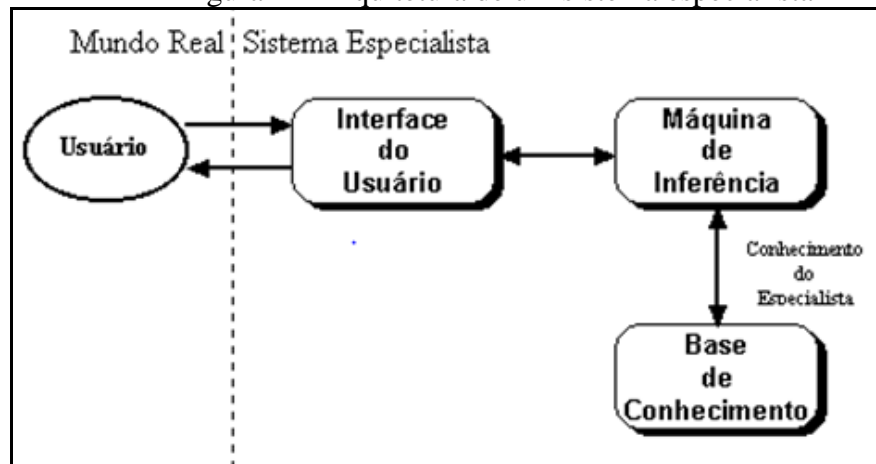 Mundo Real Sistema Especialista
Usuário
Interface
do
Usuário
Máquina
de
Inferência
Conhecimento
do
Especialista
Base
de
Conhecimento